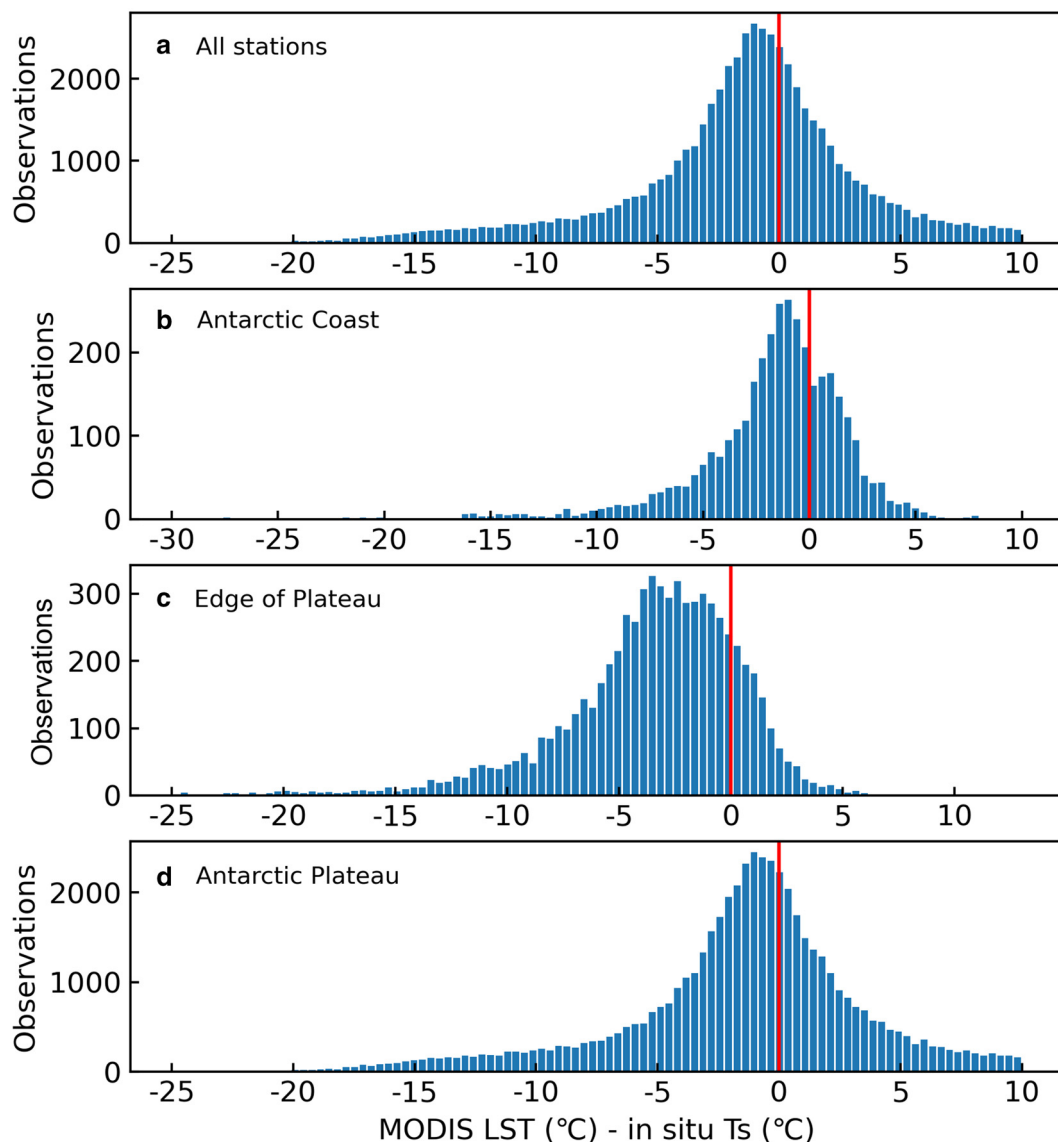 a All stations
Observations
2000
1000
0
-25 -20 -15 -10 -5 0 5 10
b Antarctic Coast
Observations
200
100
0
-30 -25 -20 -15 -10 -5 0 5 10
c Edge of Plateau
Observations
300
200
100
0
-25 -20 -15 -10 -5 0 5 10
d Antarctic Plateau
Observations
2000
1000
0
-25 -20 -15 -10 -5 0 5 10
MODIS LST (°C) - in situ Ts (°C)